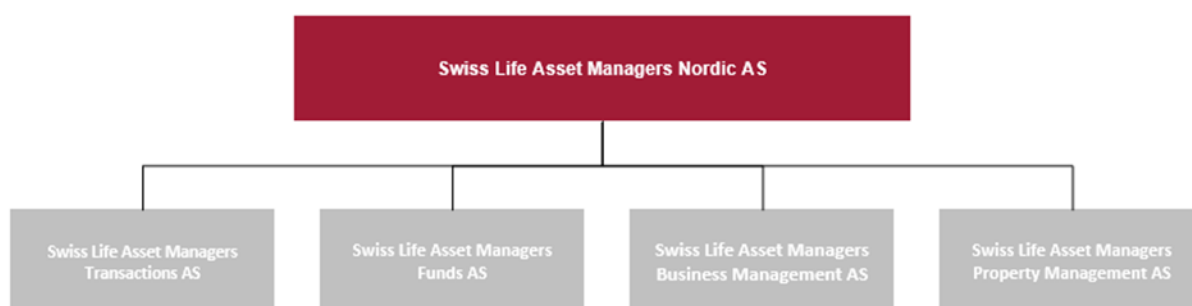 Swiss Life Asset Managers Nordic AS
Swiss Life Asset Managers
Transactions AS
Swiss Life Asset Managers
Funds AS
Swiss Life Asset Managers
Business Management AS
Swiss Life Asset Managers
Property Management AS